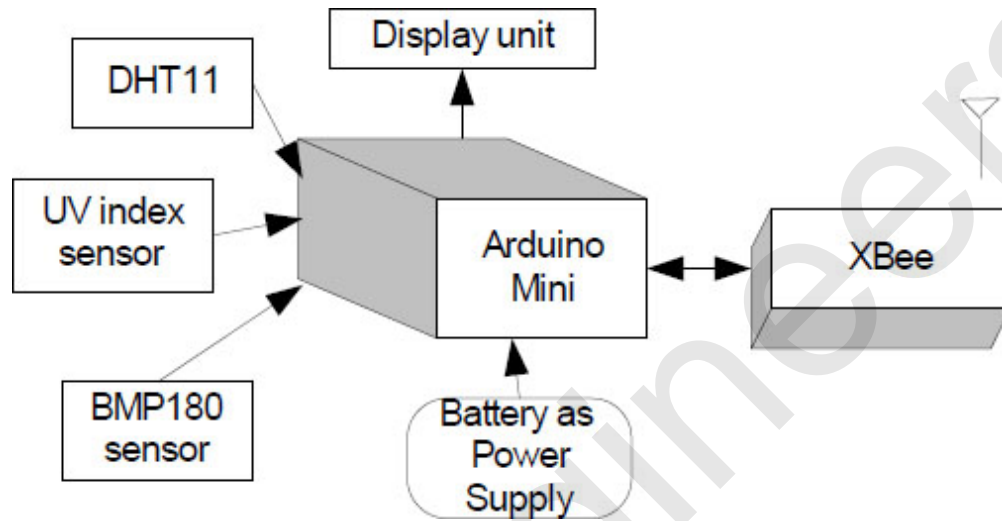 Display unit
DHT11
UV index
sensor
Arduino
Mini
XBee
BMP180
sensor
Battery as
Power
Supply